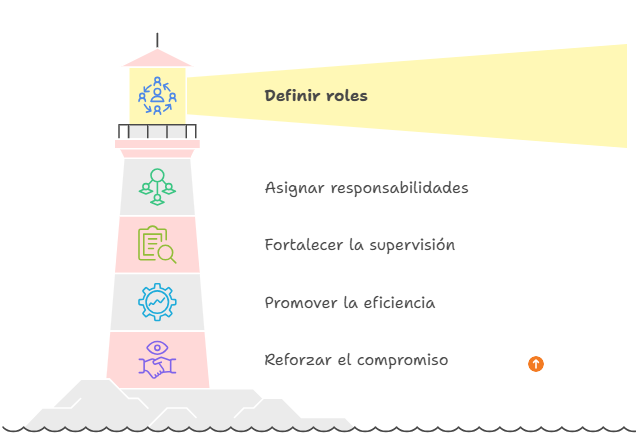 Definir roles
Asignar responsabilidades
Fortalecer la supervisión
Promover la eficiencia
Reforzar el compromiso